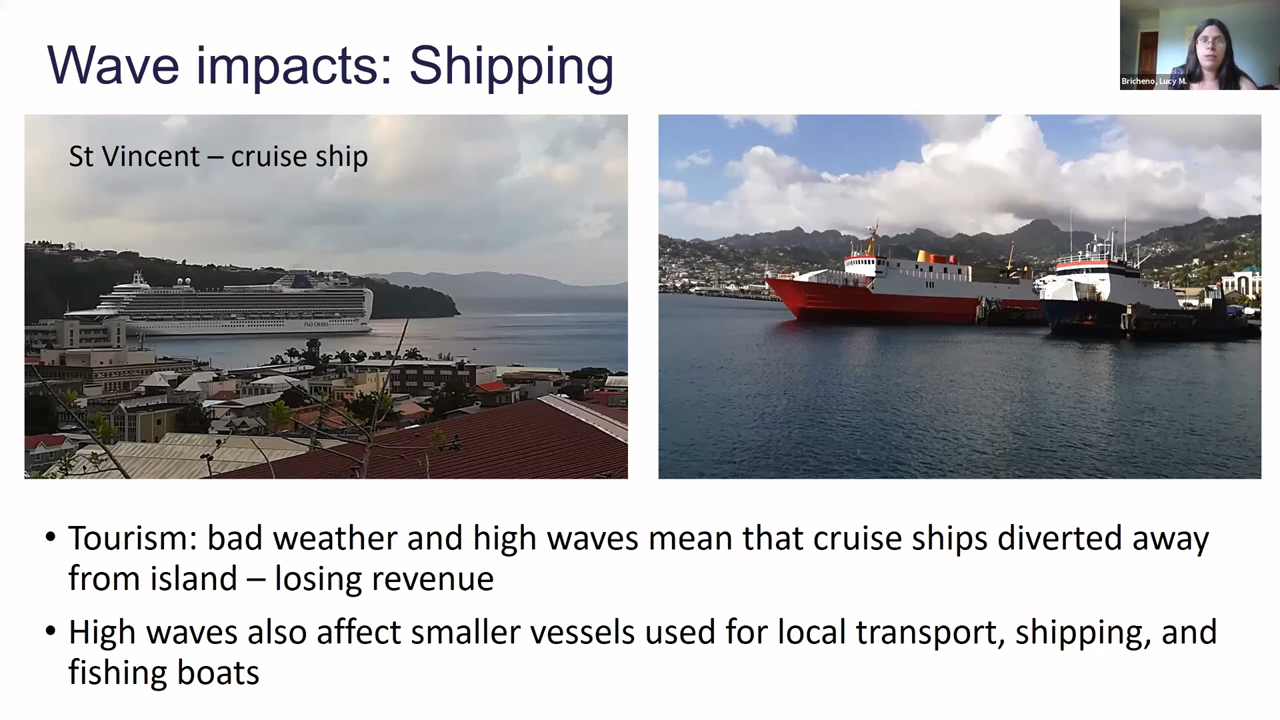 Wave impacts: Shipping
Bricheno, Lucy M.
St Vincent – cruise ship
P&O CRUISES
• Tourism: bad weather and high waves mean that cruise ships diverted away
from island – losing revenue
• High waves also affect smaller vessels used for local transport, shipping, and
fishing boats